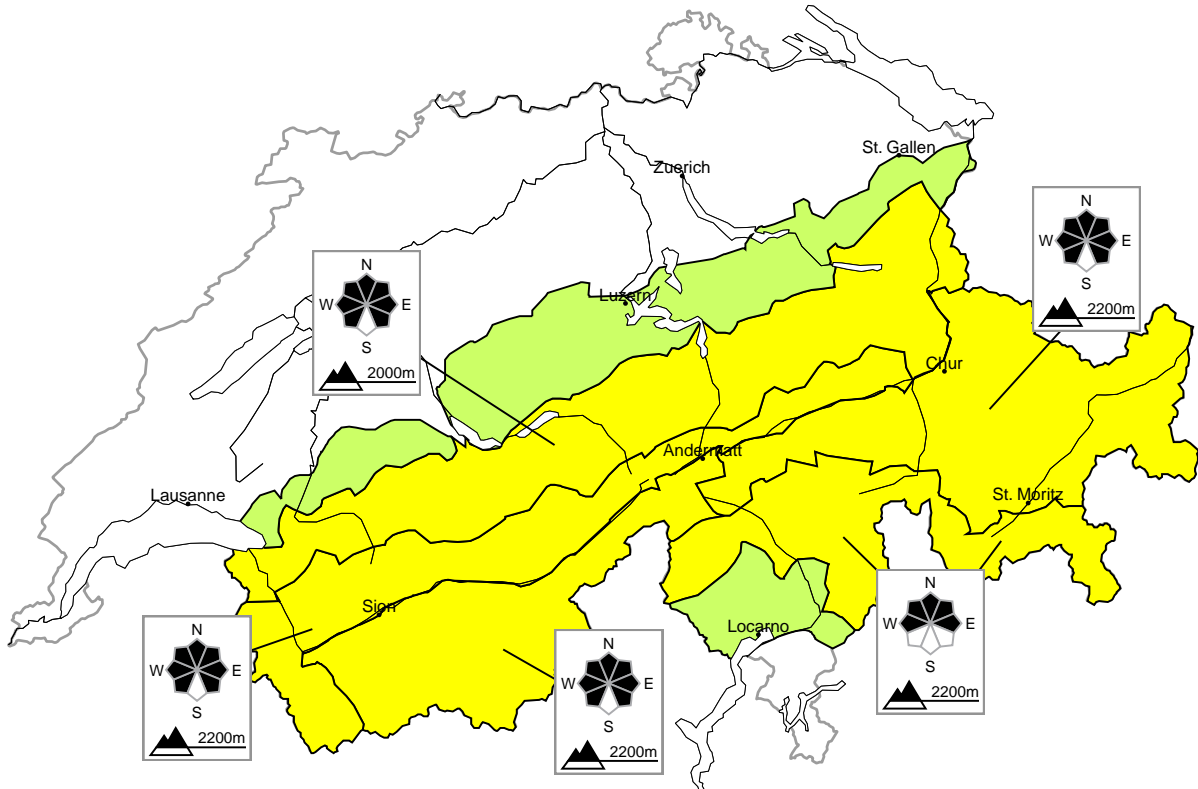 St. Gallen
Zuerich
N
W E
S
2200m
N
W E
S
2000m
Luzern
Chur
Andermatt
Lausanne
St. Moritz
Sion
Locarno
N
W E
S
2200m
N
W E
S
2200m
N
W E
S
2200m